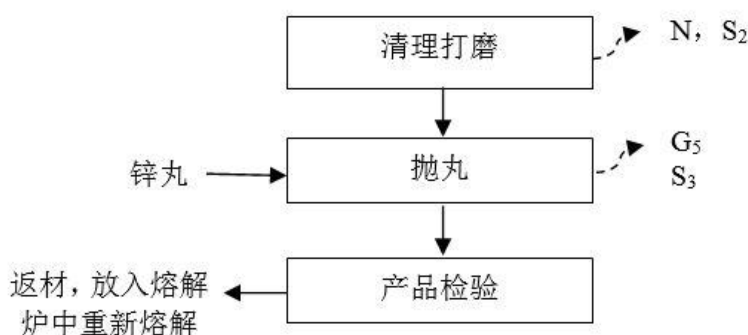 清理打磨
N，S₂
锌丸
抛丸
G₅
S₃
返材，放入熔解
炉中重新熔解
产品检验